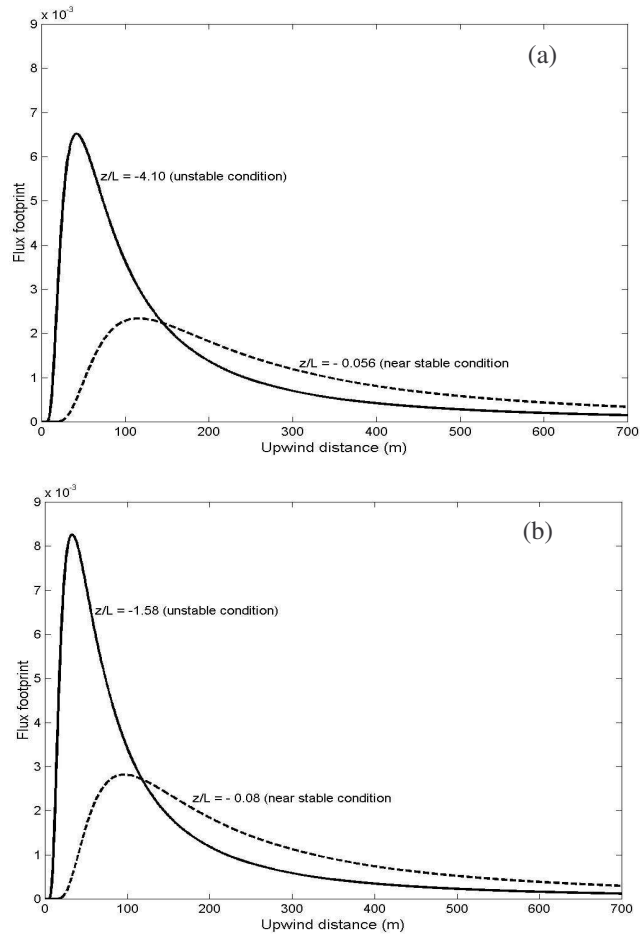 x 10⁻³
(a)
9
8
7
6
5
4
3
2
1
0
Flux footprint
z/L = -4.10 (unstable condition)
z/L = - 0.056 (near stable condition
0 100 200 300 400 500 600 700
Upwind distance (m)
x 10⁻³
(b)
9
8
7
6
5
4
3
2
1
0
Flux footprint
z/L = -1.58 (unstable condition)
z/L = - 0.08 (near stable condition
0 100 200 300 400 500 600 700
Upwind distance (m)